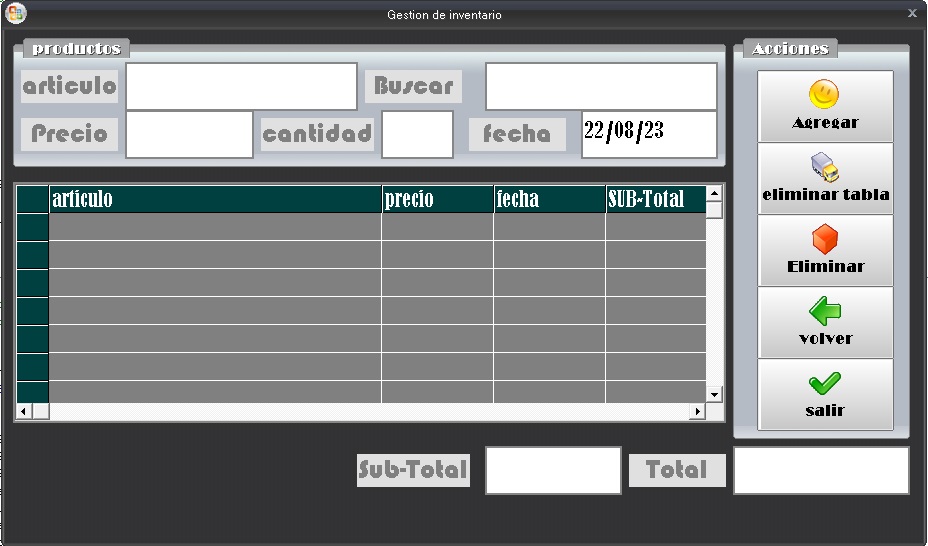 Gestion de inventario
productos
articulo
Buscar
Precio
cantidad
fecha
22/08/23
articulo precio fecha SUB-Total
Sub-Total
Total
Acciones
Agregar
eliminar tabla
Eliminar
volver
salir